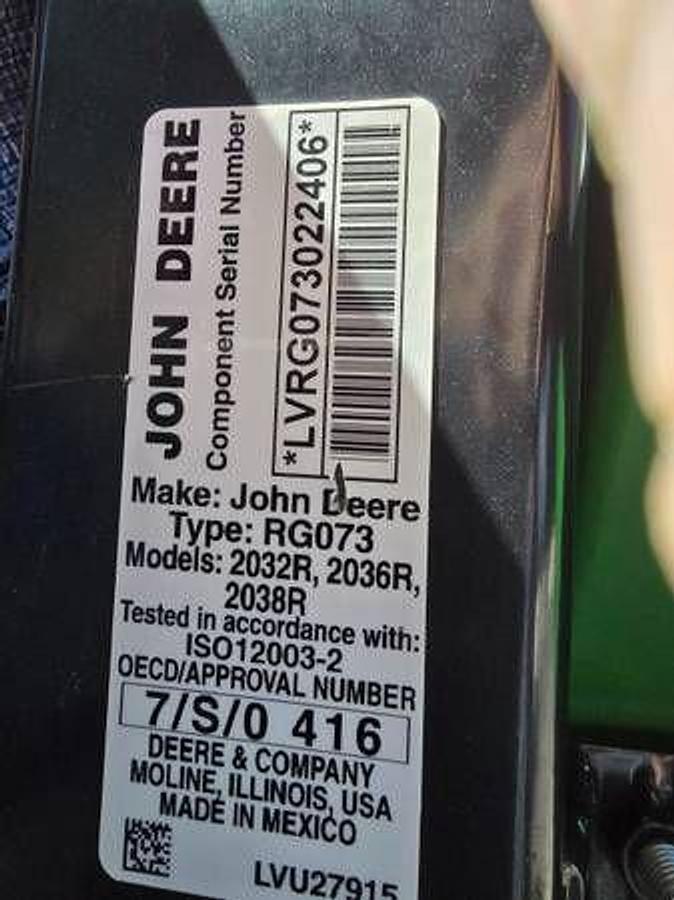 JOHN DEERE
Component Serial Number
*LVRG073022406*
Make: John Deere
Type: RG073
Models: 2032R, 2036R,
2038R
Tested in accordance with:
ISO12003-2
OECD/APPROVAL NUMBER
7/S/0 416
DEERE & COMPANY
MOLINE, ILLINOIS, USA
MADE IN MEXICO
LVU27915